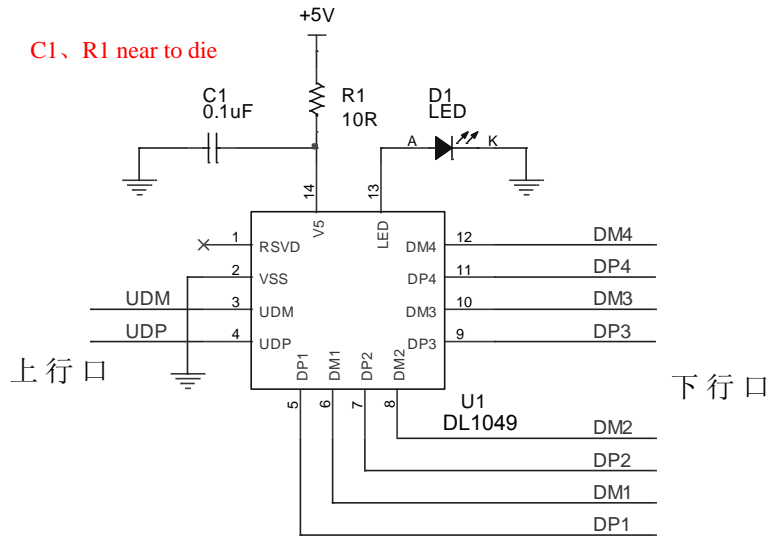 +5V
C1、R1 near to die
C1
0.1uF
R1
10R
D1
LED
A
K
14
13
V5
LED
1
RSVD
2
VSS
UDM
3
UDM
UDP
4
UDP
DM4
12
DM4
DP4
11
DP4
DM3
10
DM3
DP3
9
DP3
DP1
DM1
DP2
DM2
5
6
7
8
上行口
下行口
U1
DL1049
DM2
DP2
DM1
DP1